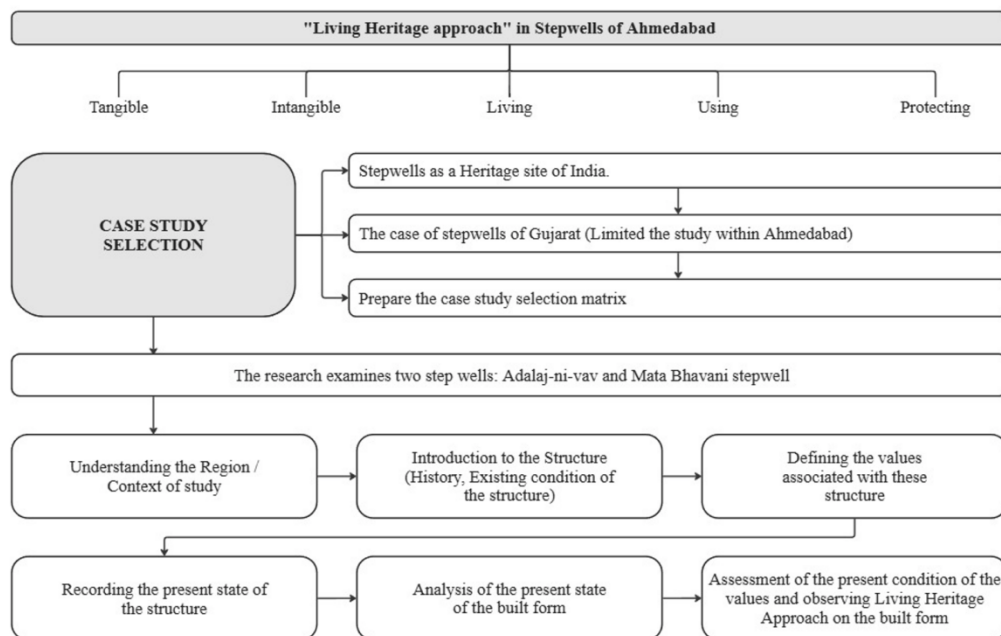 "Living Heritage approach" in Stepwells of Ahmedabad
Tangible
Intangible
Living
Using
Protecting
CASE STUDY
SELECTION
Stepwells as a Heritage site of India.
The case of stepwells of Gujarat (Limited the study within Ahmedabad)
Prepare the case study selection matrix
The research examines two step wells: Adalaj-ni-vav and Mata Bhavani stepwell
Understanding the Region /
Context of study
Introduction to the Structure
(History, Existing condition of
the structure)
Defining the values
associated with these
structure
Recording the present state of
the structure
Analysis of the present state
of the built form
Assessment of the present condition of the
values and observing Living Heritage
Approach on the built form